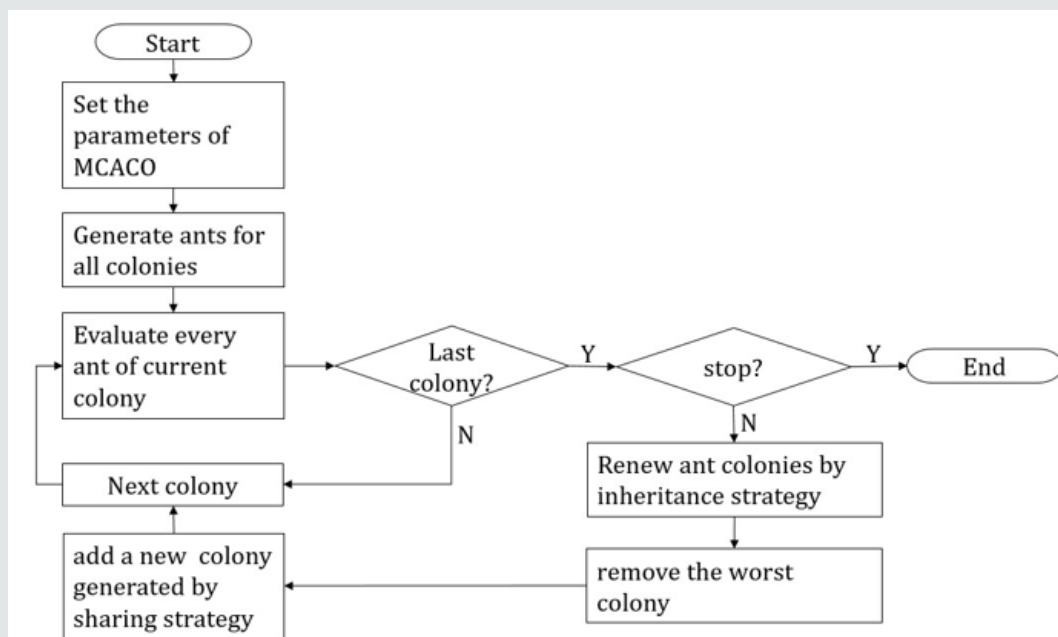 Start
Set the
parameters of
MCACO
Generate ants for
all colonies
Evaluate every
ant of current
colony
Last
colony?
Y
stop?
Y
End
N
N
Renew ant colonies by
inheritance strategy
Next colony
remove the worst
colony
add a new colony
generated by
sharing strategy